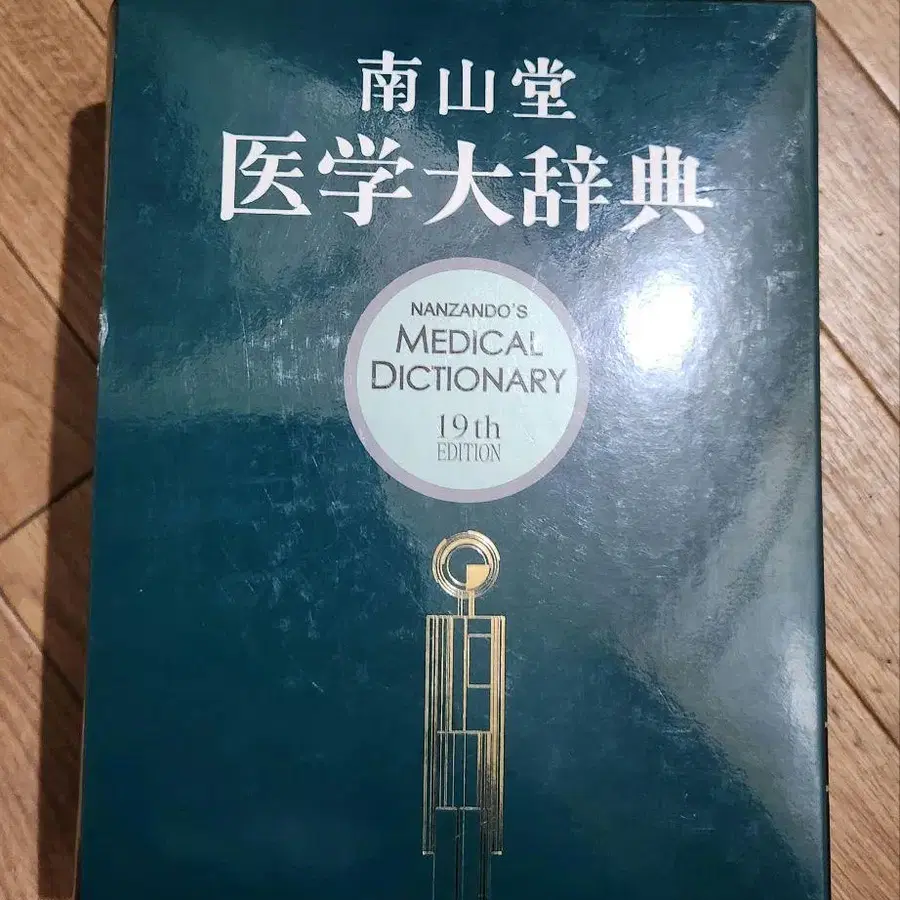 南山堂
医学大辞典
NANZANDO'S
MEDICAL
DICTIONARY
19th
EDITION